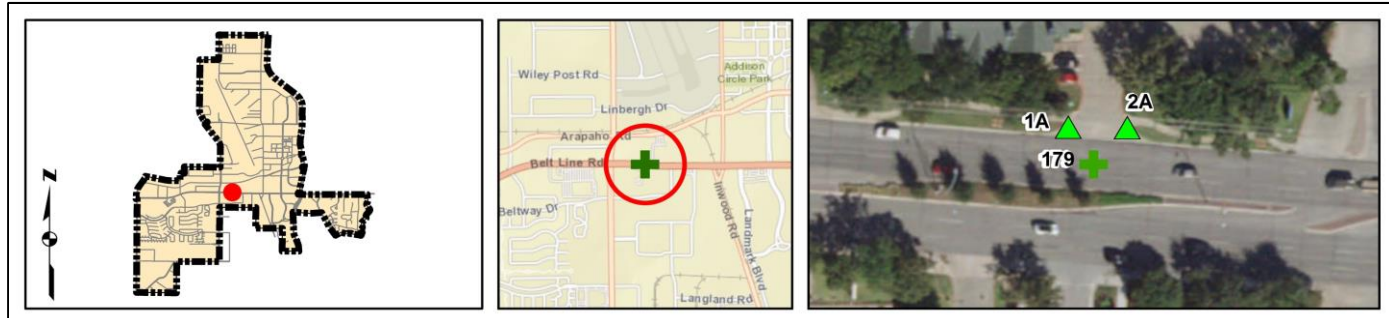 Z
Wiley Post Rd
Addison
Circle Park
Linbergh Dr
Arapaho Rd
Belt Line Rd
Beltway Dr
Inwood Rd
Landmark Blvd
Langland Rd
1A
2A
179